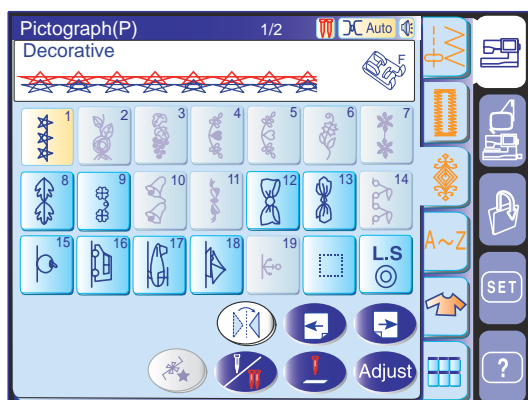 Pictograph(P) 1/2 Auto
Decorative
F
1 2 3 4 5 6 7
8 9 10 11 12 13 14
A~Z
15 16 17 18 19 L.S
SET
Adjust
?